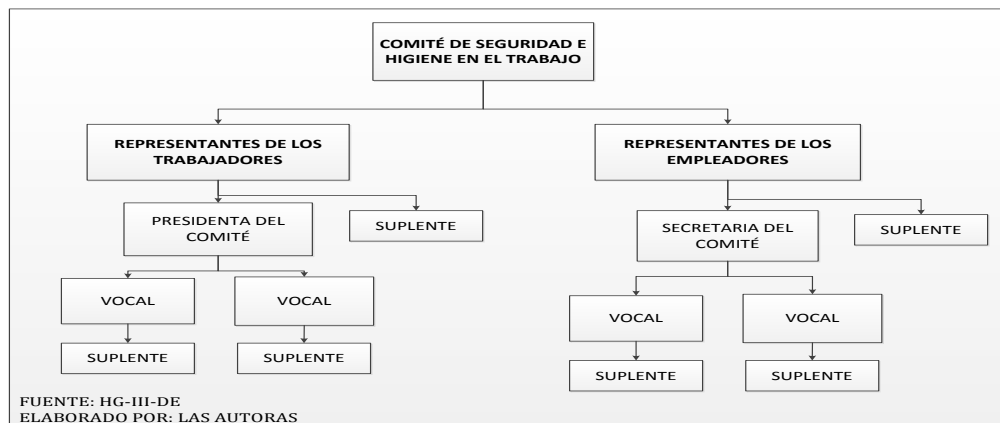 COMITÉ DE SEGURIDAD E
HIGIENE EN EL TRABAJO
REPRESENTANTES DE LOS
TRABAJADORES
REPRESENTANTES DE LOS
EMPLEADORES
PRESIDENTA DEL
COMITÉ
SUPLENTE
SECRETARIA DEL
COMITÉ
SUPLENTE
VOCAL
VOCAL
VOCAL
VOCAL
SUPLENTE
SUPLENTE
SUPLENTE
SUPLENTE
FUENTE: HG-III-DE
ELABORADO POR: LAS AUTORAS